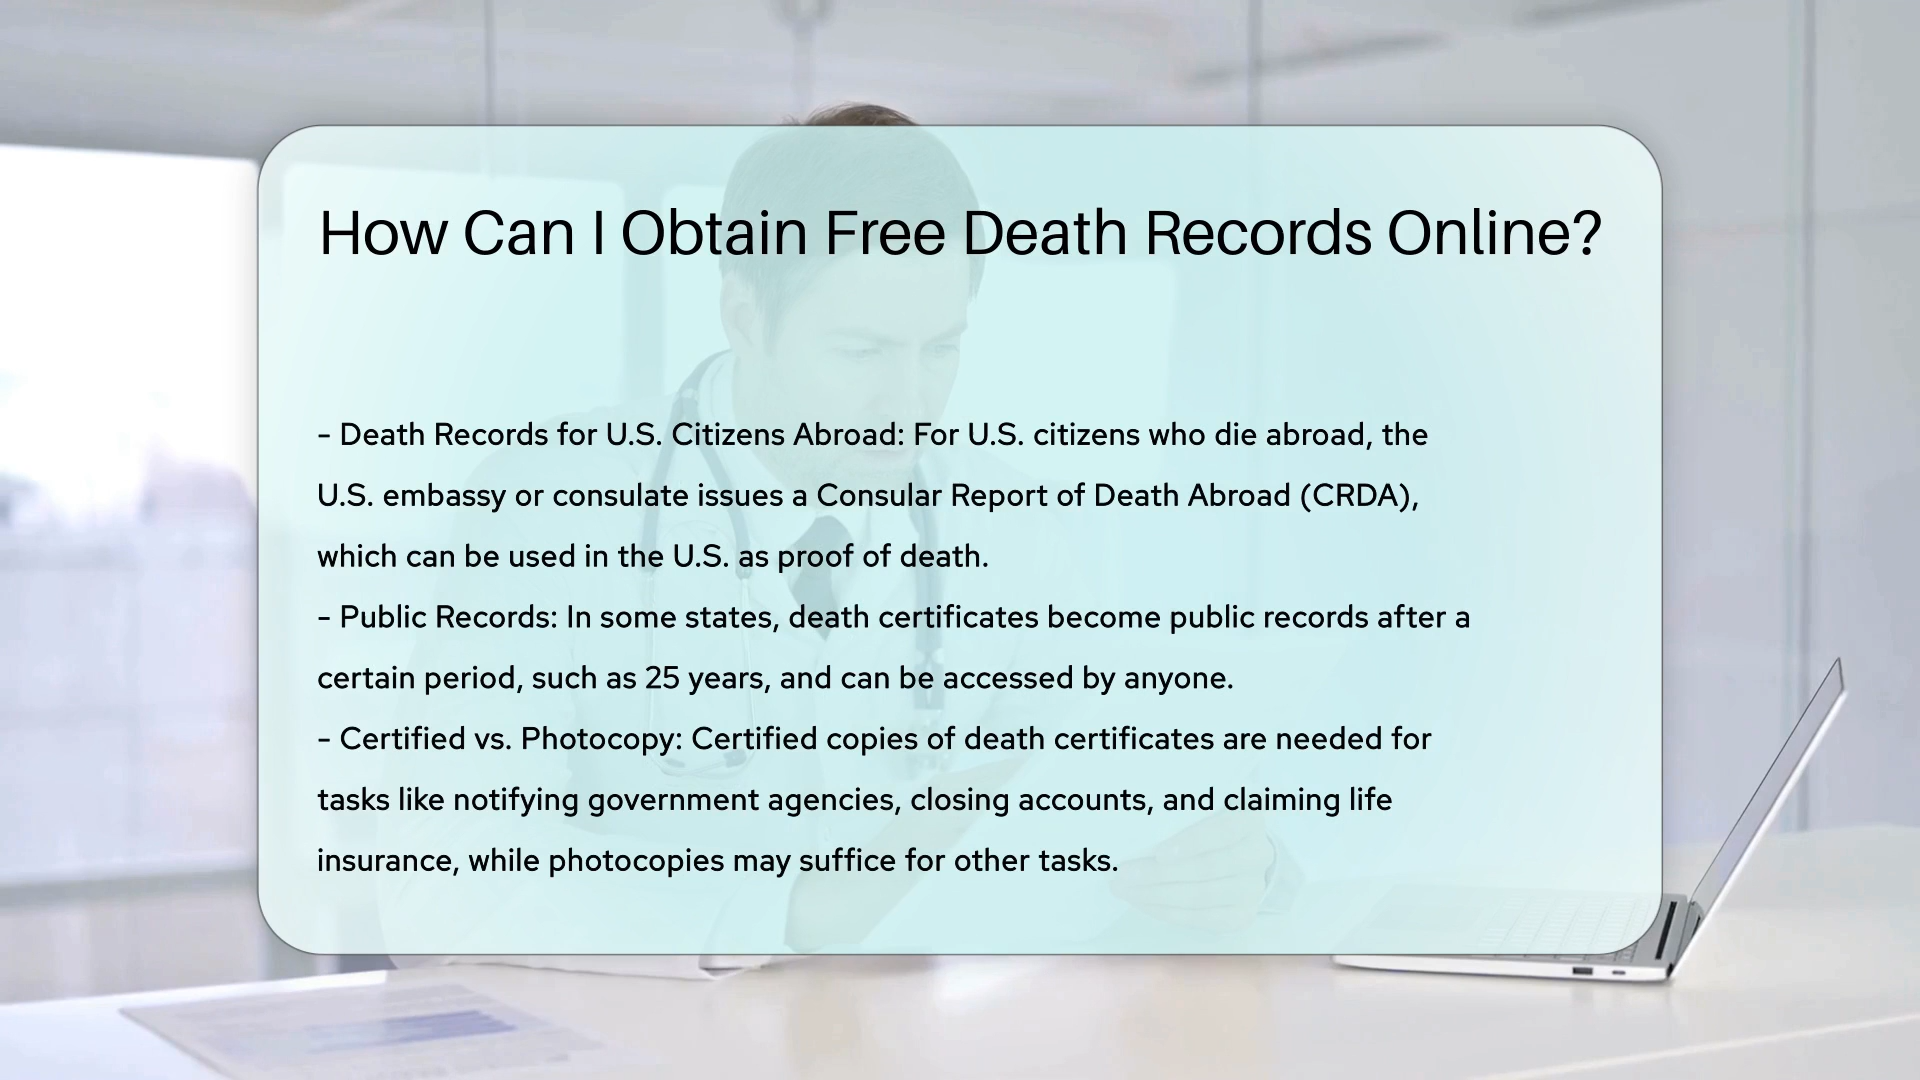 How Can I Obtain Free Death Records Online?
- Death Records for U.S. Citizens Abroad: For U.S. citizens who die abroad, the
U.S. embassy or consulate issues a Consular Report of Death Abroad (CRDA),
which can be used in the U.S. as proof of death.
- Public Records: In some states, death certificates become public records after a
certain period, such as 25 years, and can be accessed by anyone.
- Certified vs. Photocopy: Certified copies of death certificates are needed for
tasks like notifying government agencies, closing accounts, and claiming life
insurance, while photocopies may suffice for other tasks.